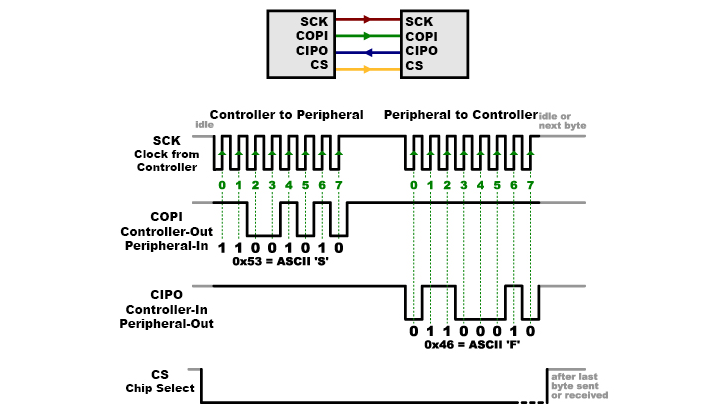 SCK
COPI
CIPO
CS
SCK
COPI
CIPO
CS
Controller to Peripheral
Peripheral to Controller
idle
idle or
next byte
SCK
Clock from
Controller
0 1 2 3 4 5 6 7
0 1 2 3 4 5 6 7
COPI
Controller-Out
Peripheral-In
1 1 0 0 1 0 1 0
0x53 = ASCII 'S'
CIPO
Controller-In
Peripheral-Out
0 1 1 0 0 0 1 0
0x46 = ASCII 'F'
CS
Chip Select
after last
byte sent
or received